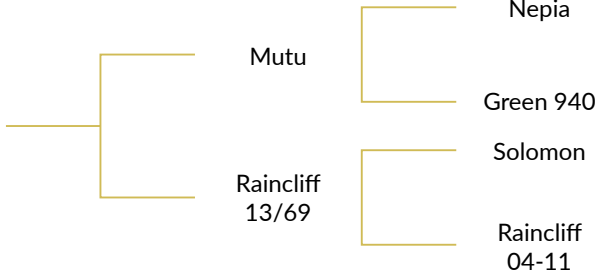 Nepia
Mutu
Green 940
Solomon
Raincliff
13/69
Raincliff
04-11